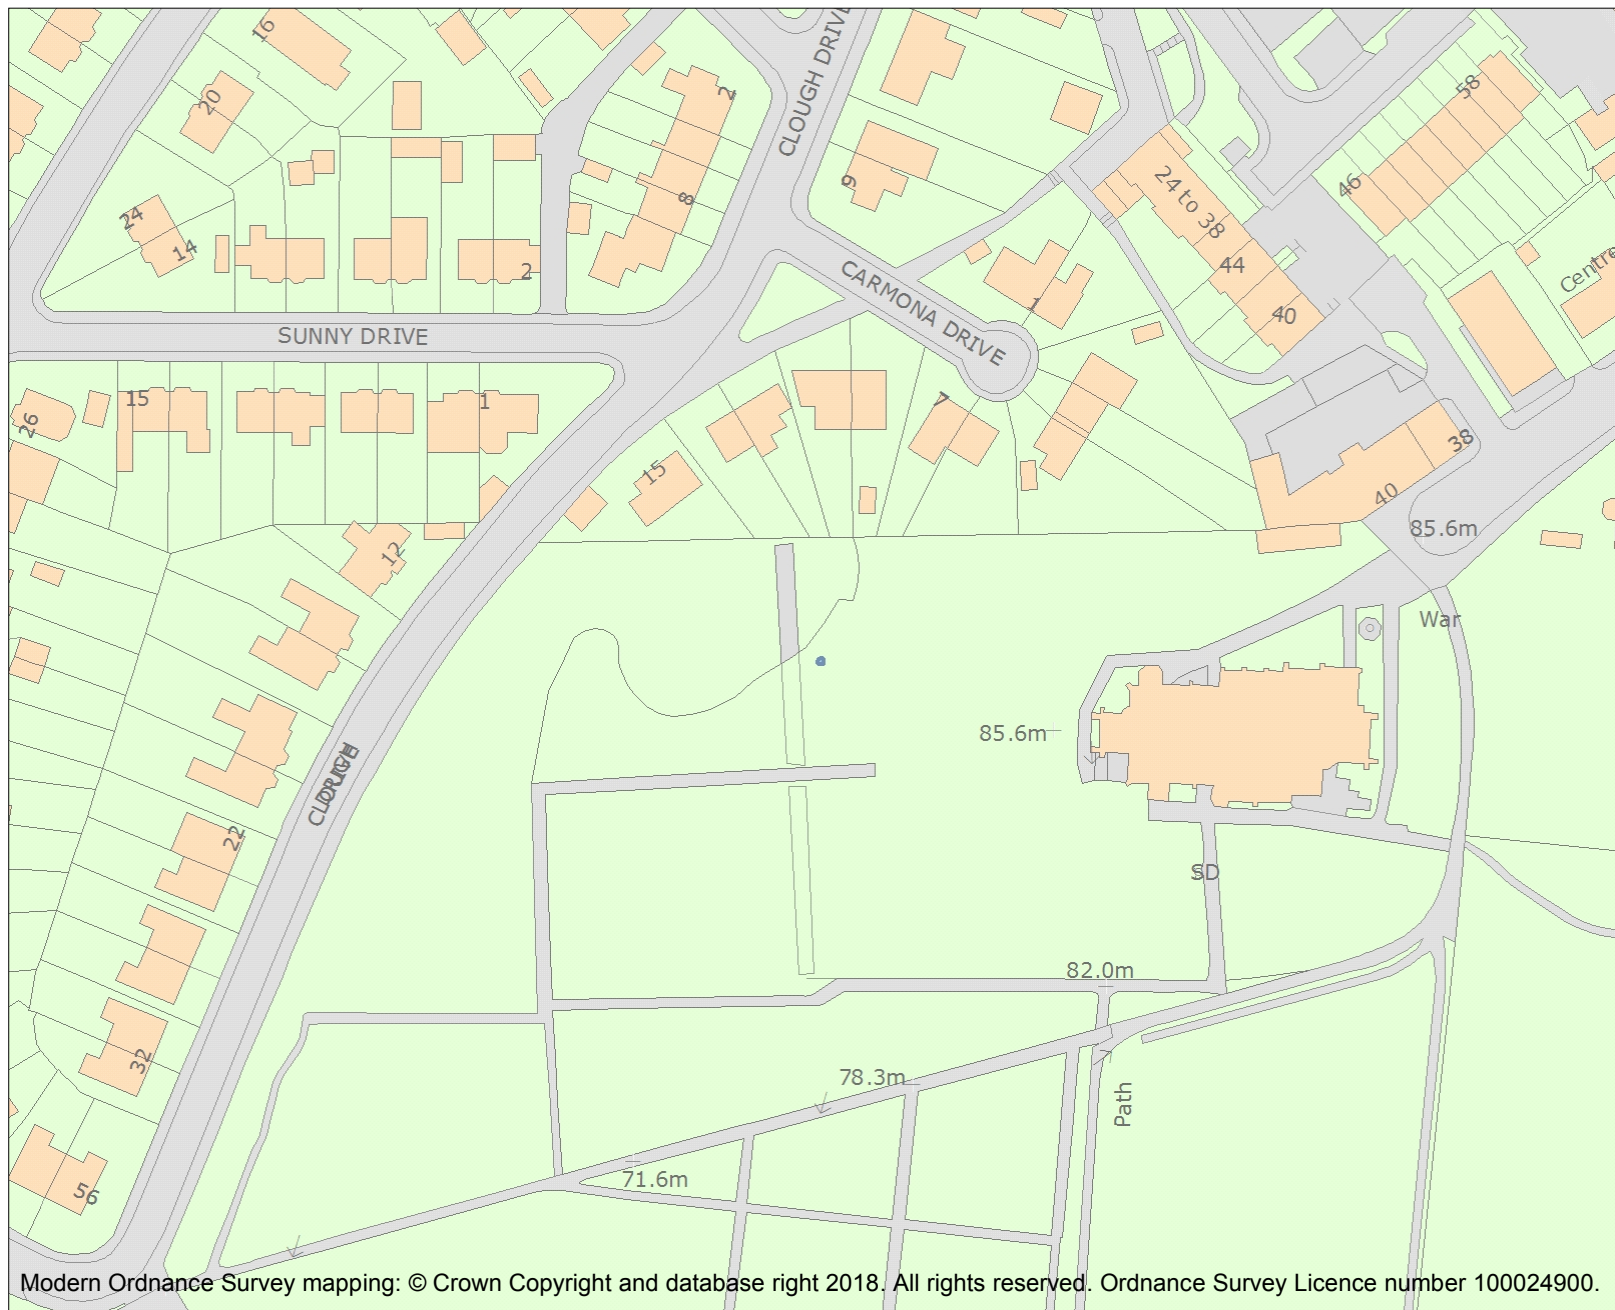 16
20
2
CLOUGH DRIVE
58
24
14
2
8
9
24 to 38
46
44
40
Centre
CARMONA DRIVE
1
SUNNY DRIVE
15
1
26
7
15
38
40
85.6m
12
War
85.6m
CLOUGH
DRIVE
22
SD
82.0m
32
78.3m
Path
71.6m
56
Modern Ordnance Survey mapping: © Crown Copyright and database right 2018. All rights reserved. Ordnance Survey Licence number 100024900.